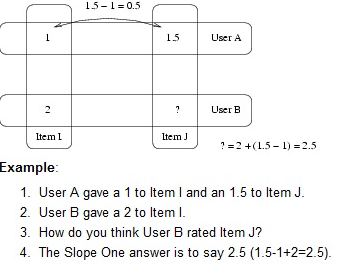 1.5 – 1 = 0.5
1 1.5 User A
2 ? User B
Item I Item J
? = 2 + (1.5 – 1) = 2.5
Example:
1. User A gave a 1 to Item I and an 1.5 to Item J.
2. User B gave a 2 to Item I.
3. How do you think User B rated Item J?
4. The Slope One answer is to say 2.5 (1.5-1+2=2.5).